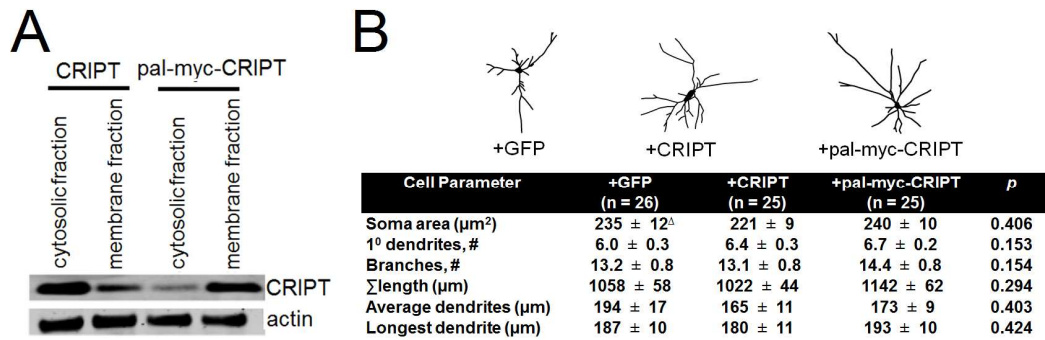 A
CRIPT pal-myc-CRIPT
cytosolic fraction
membrane fraction
cytosolic fraction
membrane fraction
CRIPT
actin
B
+GFP +CRIPT +pal-myc-CRIPT
Cell Parameter +GFP (n = 26) +CRIPT (n = 25) +pal-myc-CRIPT (n = 25) p
Soma area (µm²) 235 ± 12Δ 221 ± 9 240 ± 10 0.406
1⁰ dendrites, # 6.0 ± 0.3 6.4 ± 0.3 6.7 ± 0.2 0.153
Branches, # 13.2 ± 0.8 13.1 ± 0.8 14.4 ± 0.8 0.154
∑length (µm) 1058 ± 58 1022 ± 44 1142 ± 62 0.294
Average dendrites (µm) 194 ± 17 165 ± 11 173 ± 9 0.403
Longest dendrite (µm) 187 ± 10 180 ± 11 193 ± 10 0.424